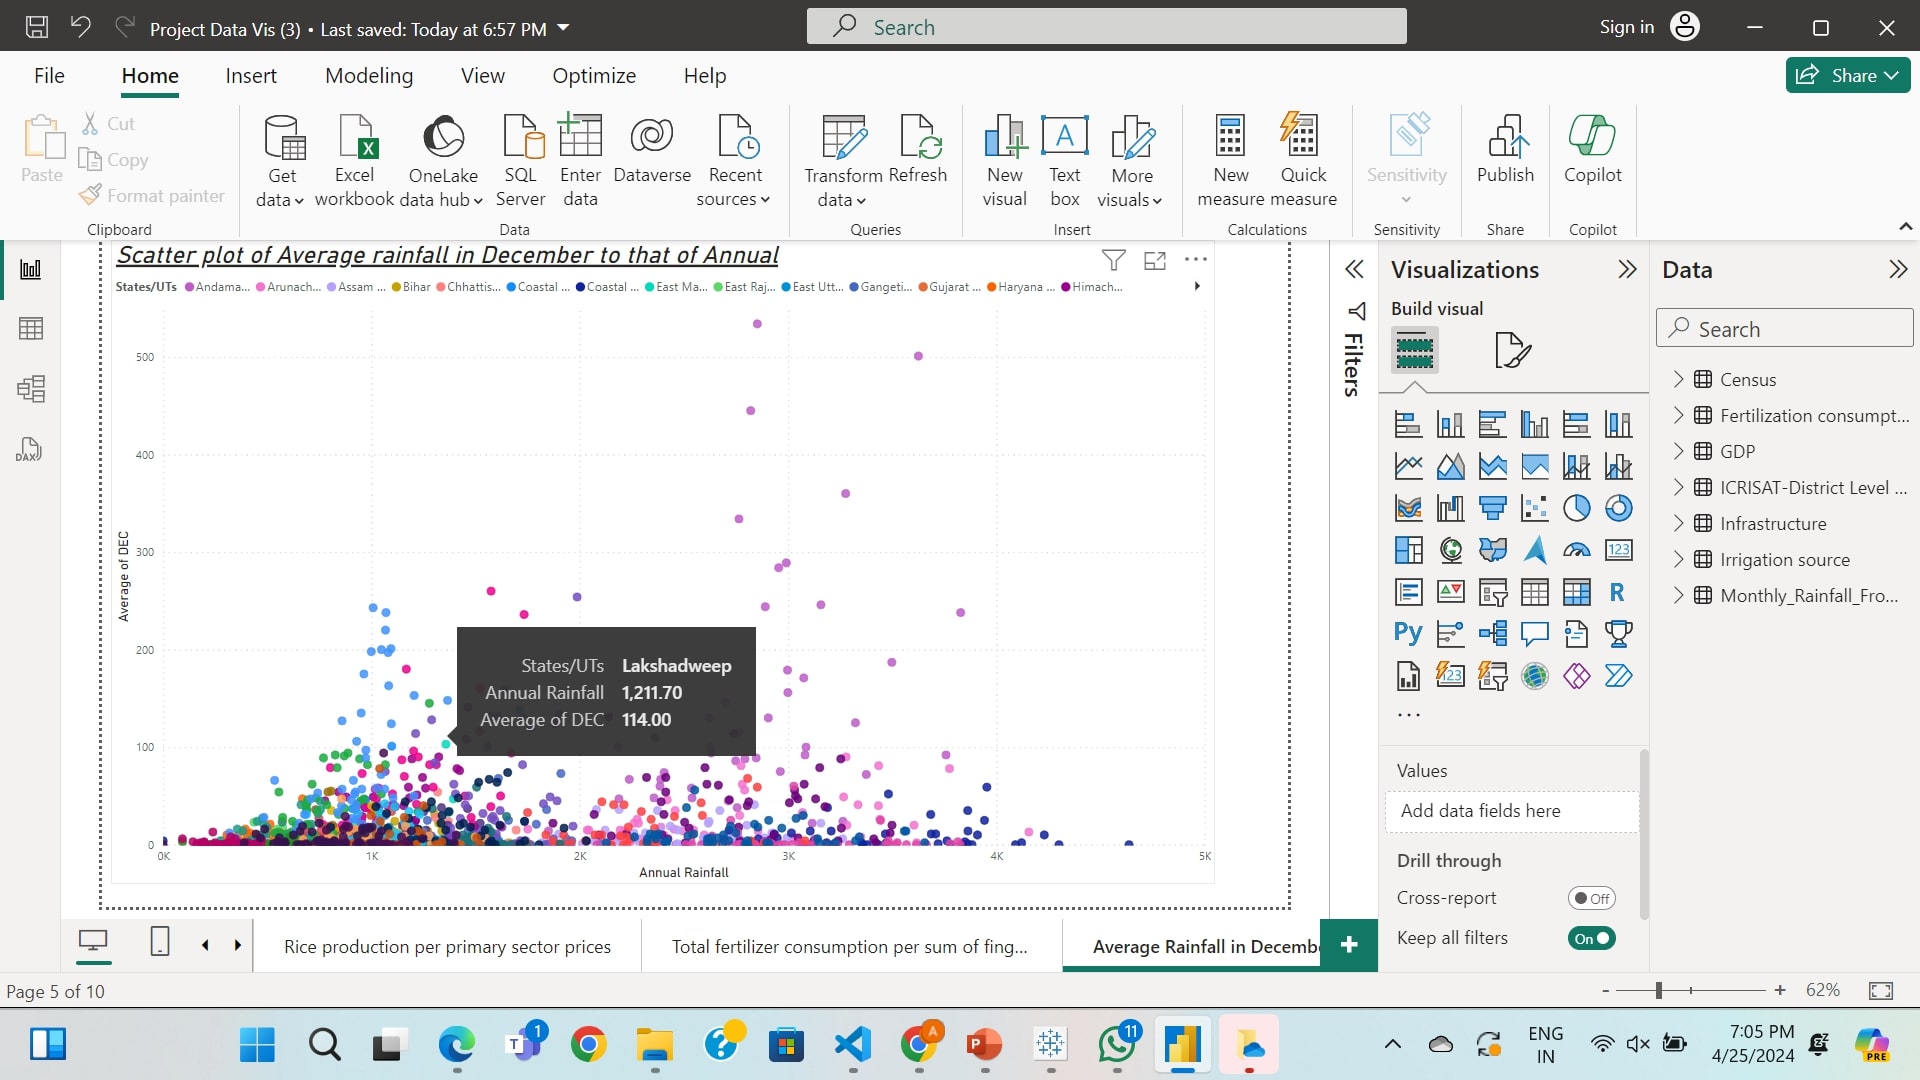 Project Data Vis (3) • Last saved: Today at 6:57 PM
Search
Sign in
File
Home
Insert
Modeling
View
Optimize
Help
Share
Paste
Cut
Copy
Format painter
Clipboard
Get data
Excel workbook
OneLake data hub
SQL Server
Enter data
Dataverse
Recent sources
Data
Transform data
Refresh
Queries
New visual
Text box
More visuals
Insert
New measure
Quick measure
Calculations
Sensitivity
Sensitivity
Publish
Share
Copilot
Copilot
Scatter plot of Average rainfall in December to that of Annual
States/UTs Andama... Arunach... Assam ... Bihar Chhattis... Coastal ... Coastal ... East Ma... East Raj... East Utt... Gangeti... Gujarat ... Haryana ... Himach...
500
400
300
200
100
0
Average of DEC
0K 1K 2K 3K 4K 5K
Annual Rainfall
States/UTs Lakshadweep
Annual Rainfall 1,211.70
Average of DEC 114.00
Filters
Visualizations
Build visual
123
R
Py
123
...
Values
Add data fields here
Drill through
Cross-report
Off
Keep all filters
On
Data
Search
Census
Fertilization consumpt...
GDP
ICRISAT-District Level ...
Infrastructure
Irrigation source
Monthly_Rainfall_Fro...
DAX
Rice production per primary sector prices
Total fertilizer consumption per sum of fing...
Average Rainfall in Decemb
Page 5 of 10
62%
1
A
11
ENG
IN
7:05 PM
4/25/2024
PRE